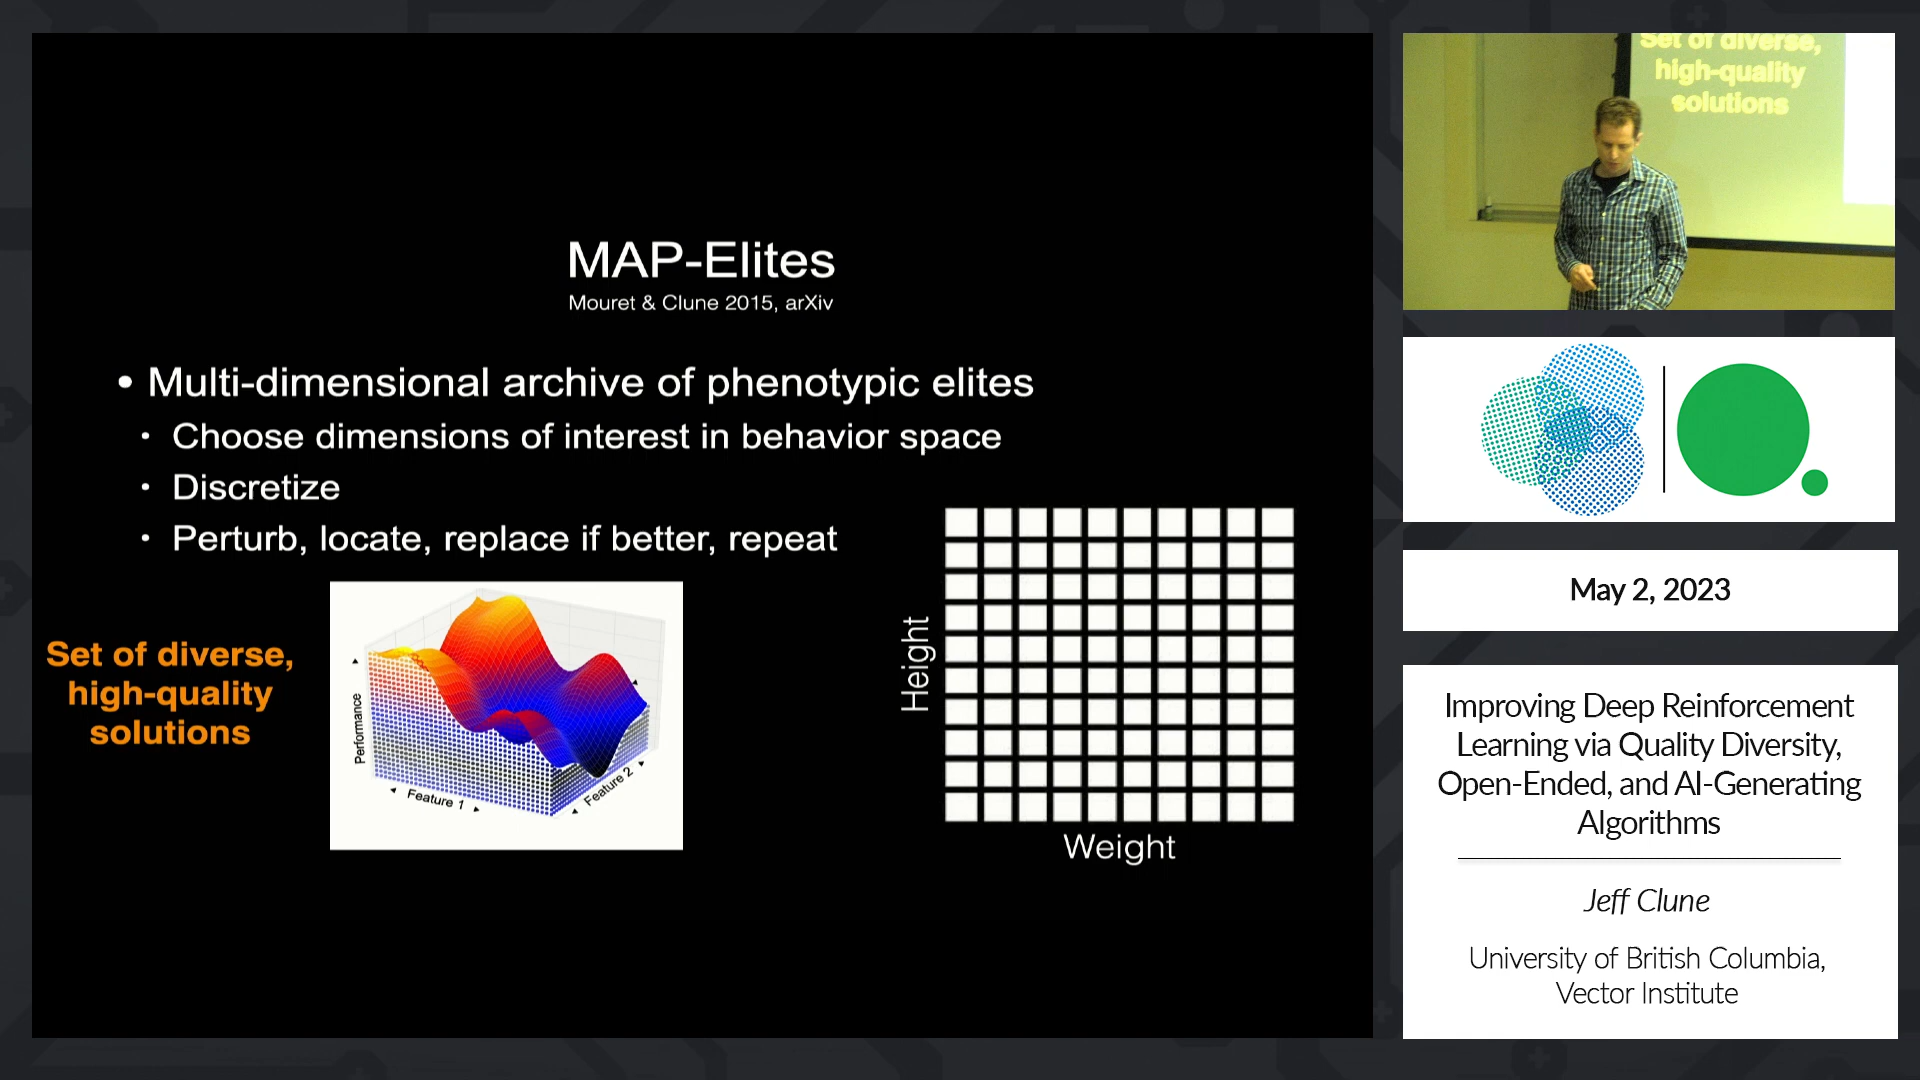 MAP-Elites
Mouret & Clune 2015, arXiv
• Multi-dimensional archive of phenotypic elites
• Choose dimensions of interest in behavior space
• Discretize
• Perturb, locate, replace if better, repeat
Set of diverse,
high-quality
solutions
Performance
Feature 1
Feature 2
Height
Weight
Set of diverse,
high-quality
solutions
May 2, 2023
Improving Deep Reinforcement
Learning via Quality Diversity,
Open-Ended, and AI-Generating
Algorithms
Jeff Clune
University of British Columbia,
Vector Institute